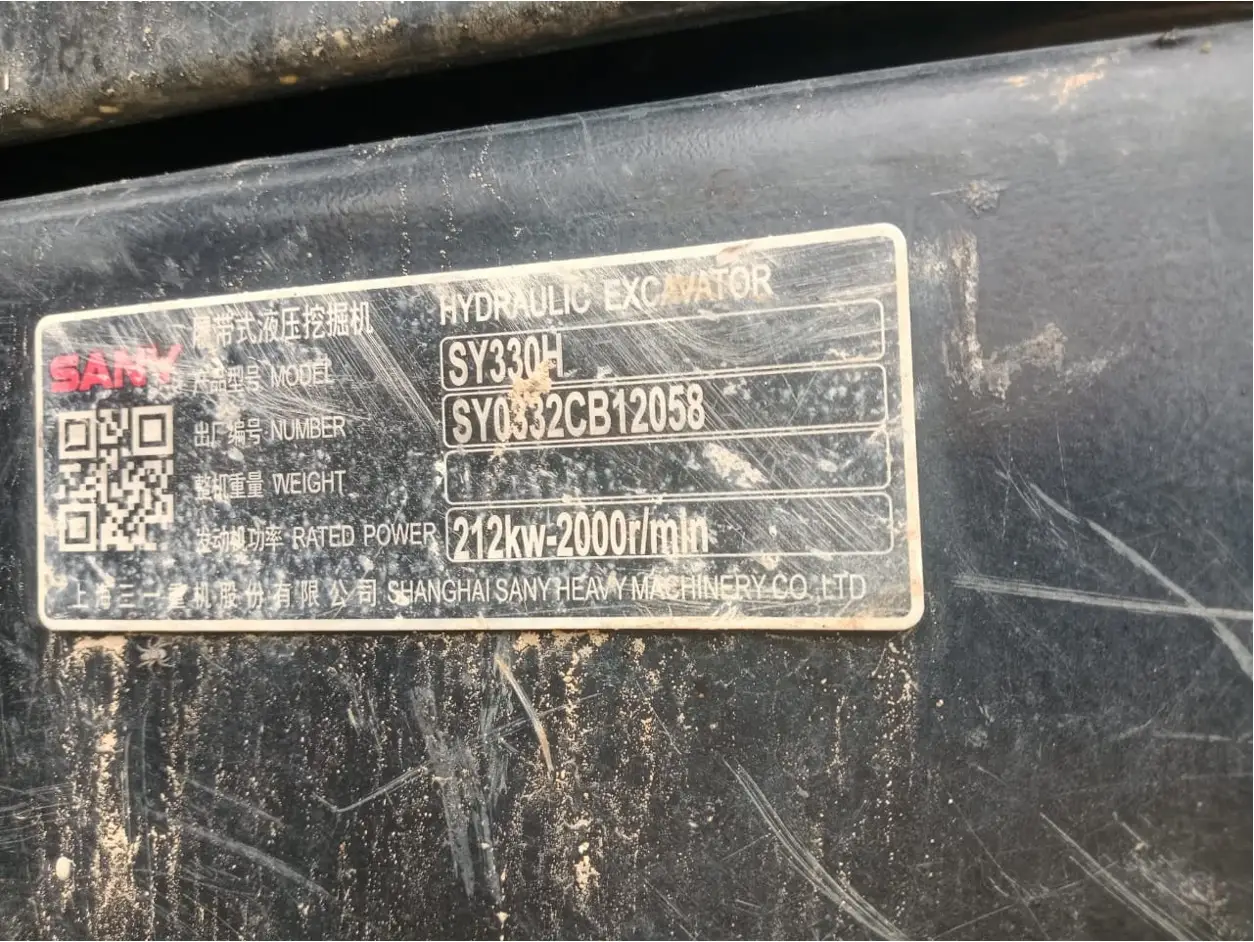 履带式液压挖掘机 HYDRAULIC EXCAVATOR
SANY
产品型号 MODEL SY330H
出厂编号 NUMBER SY0332CB12058
整机重量 WEIGHT
发动机功率 RATED POWER 212kw-2000r/min
上海三一重机股份有限公司 SHANGHAI SANY HEAVY MACHINERY CO .LTD